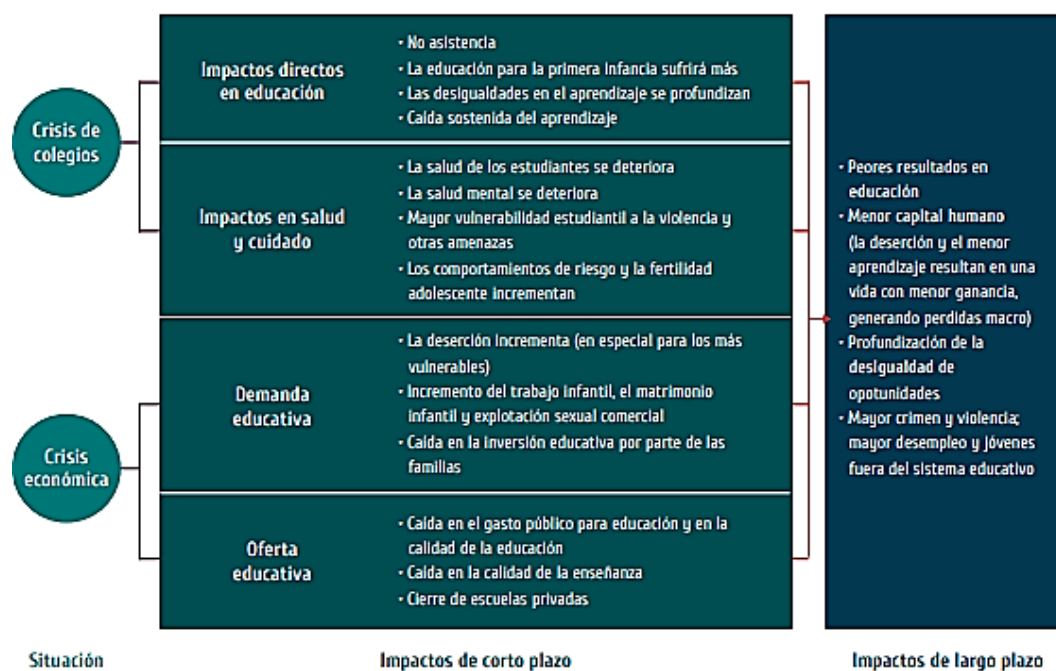 Crisis de
colegios
Impactos directos
en educación
• No asistencia
• La educación para la primera infancia sufrirá más
• Las desigualdades en el aprendizaje se profundizan
• Caída sostenida del aprendizaje
Impactos en salud
y cuidado
• La salud de los estudiantes se deteriora
• La salud mental se deteriora
• Mayor vulnerabilidad estudiantil a la violencia y
otras amenazas
• Los comportamientos de riesgo y la fertilidad
adolescente incrementan
Crisis
económica
Demanda
educativa
• La deserción incrementa (en especial para los más
vulnerables)
• Incremento del trabajo infantil, el matrimonio
infantil y explotación sexual comercial
• Caída en la inversión educativa por parte de las
familias
Oferta
educativa
• Caída en el gasto público para educación y en la
calidad de la educación
• Caída en la calidad de la enseñanza
• Cierre de escuelas privadas
• Peores resultados en
educación
• Menor capital humano
(la deserción y el menor
aprendizaje resultan en una
vida con menor ganancia,
generando perdidas macro)
• Profundización de la
desigualdad de
opotunidades
• Mayor crimen y violencia;
mayor desempleo y jóvenes
fuera del sistema educativo
Situación
Impactos de corto plazo
Impactos de largo plazo